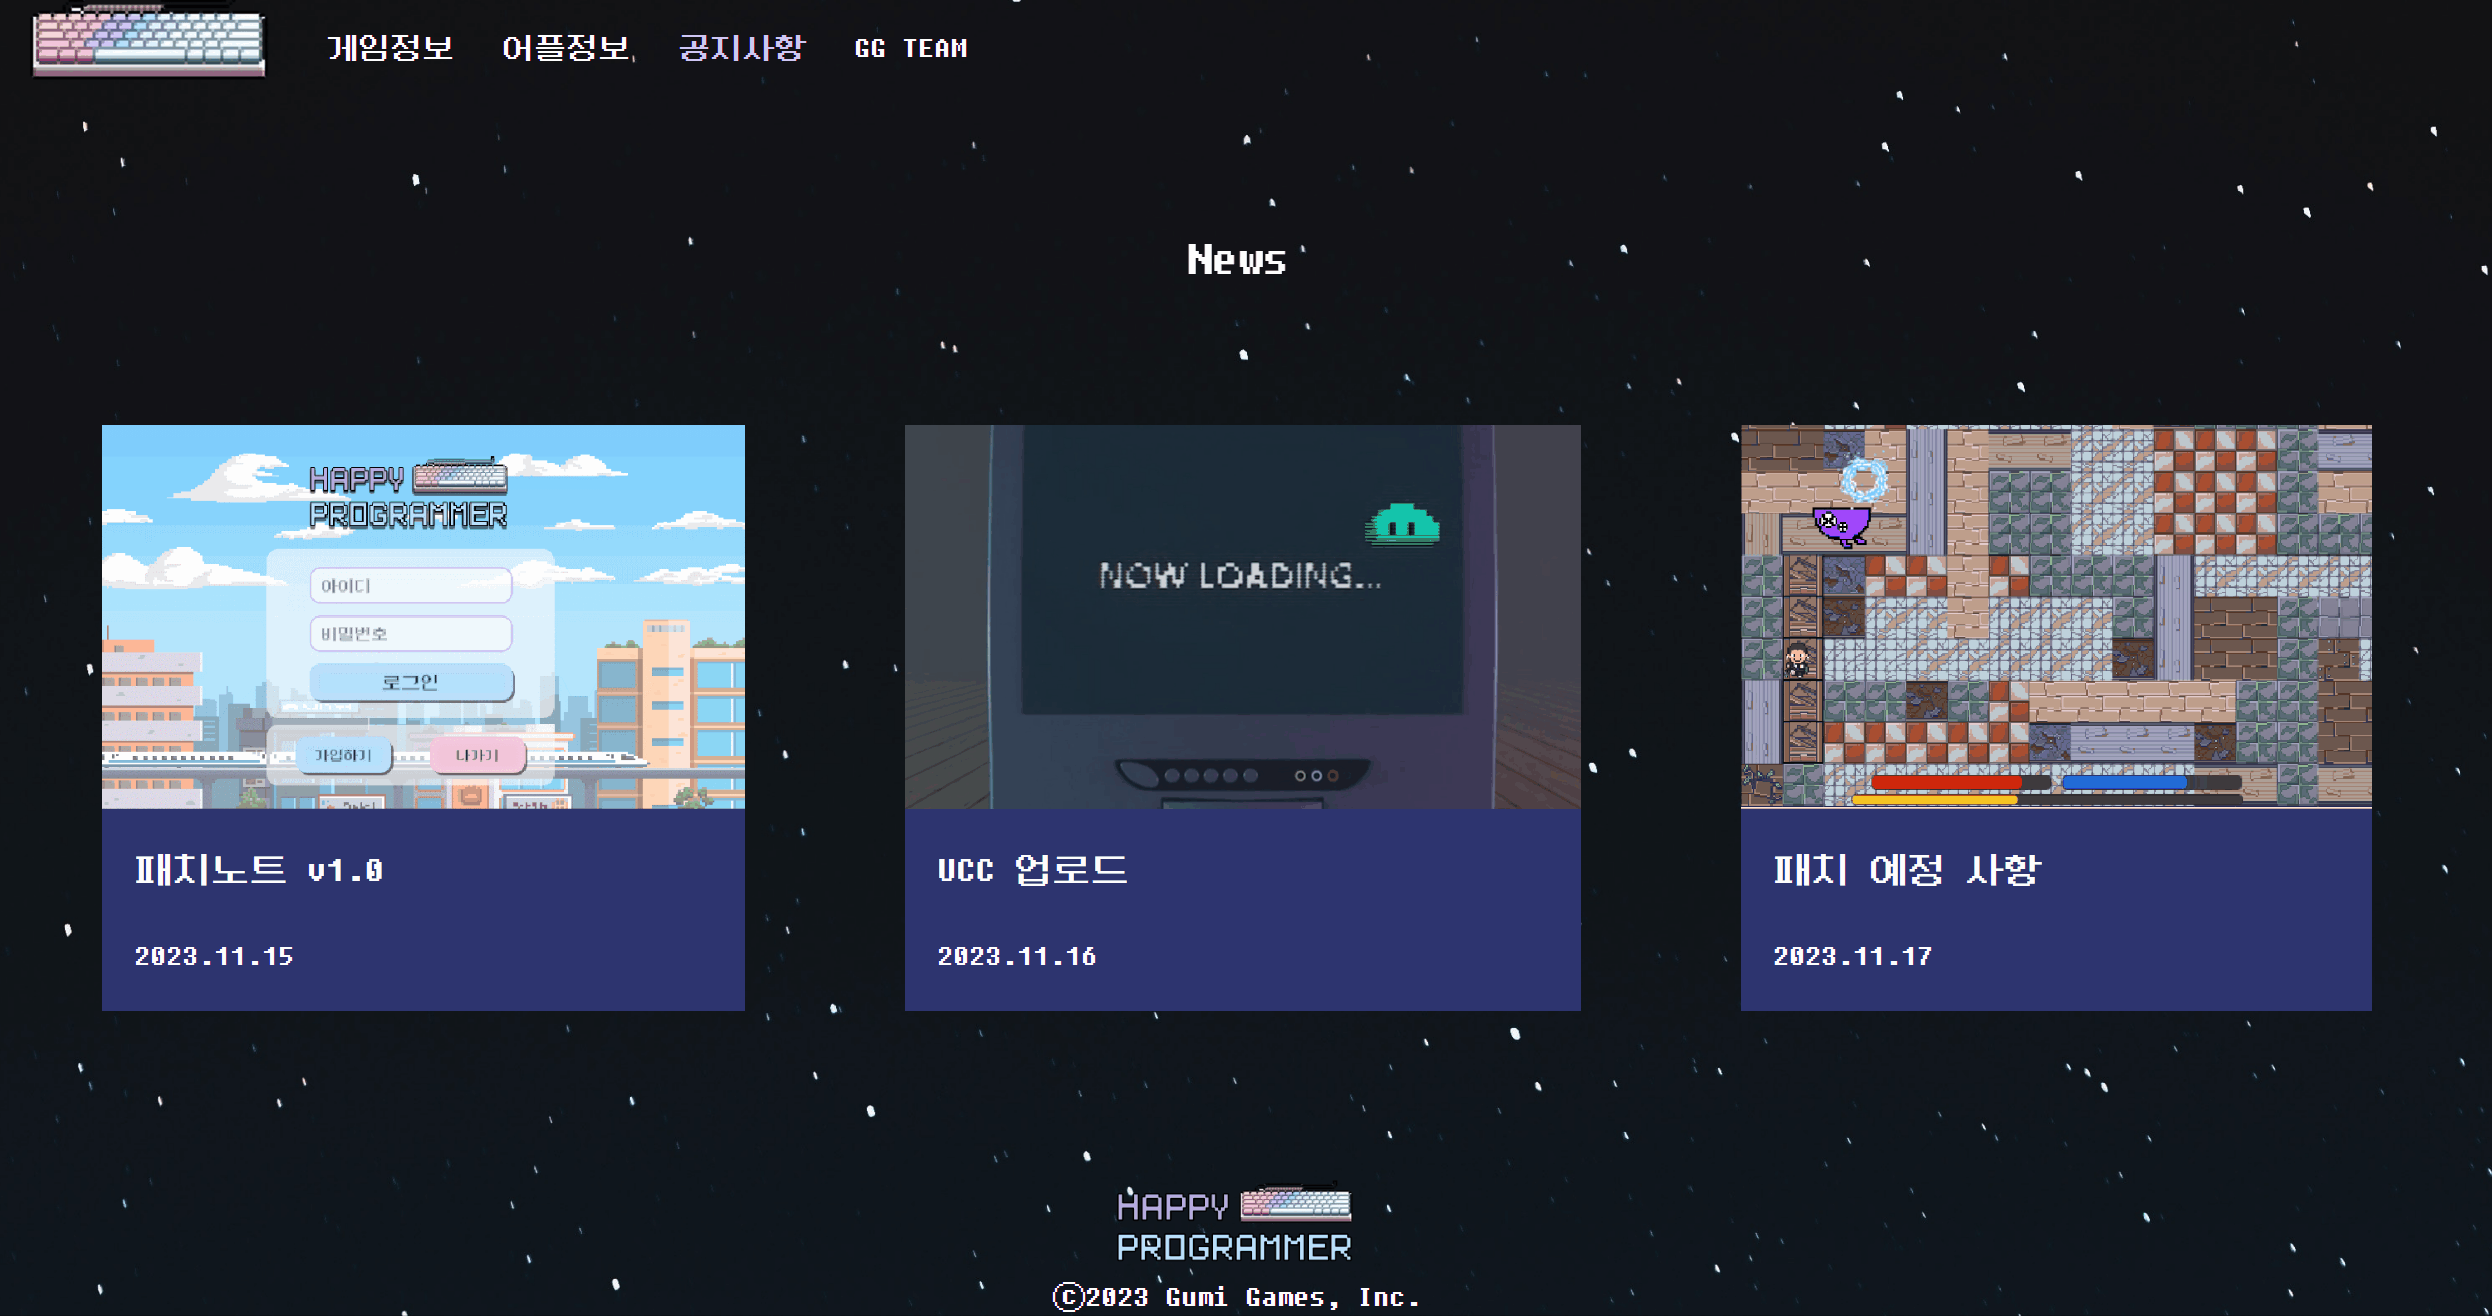 게임정보 어플정보 공지사항 GG TEAM
News
HAPPY
PROGRAMMER
아이디
비밀번호
로그인
가입하기 나가기
NOW LOADING...
패치노트 v1.0
2023.11.15
UCC 업로드
2023.11.16
패치 예정 사항
2023.11.17
HAPPY
PROGRAMMER
©2023 Gumi Games, Inc.